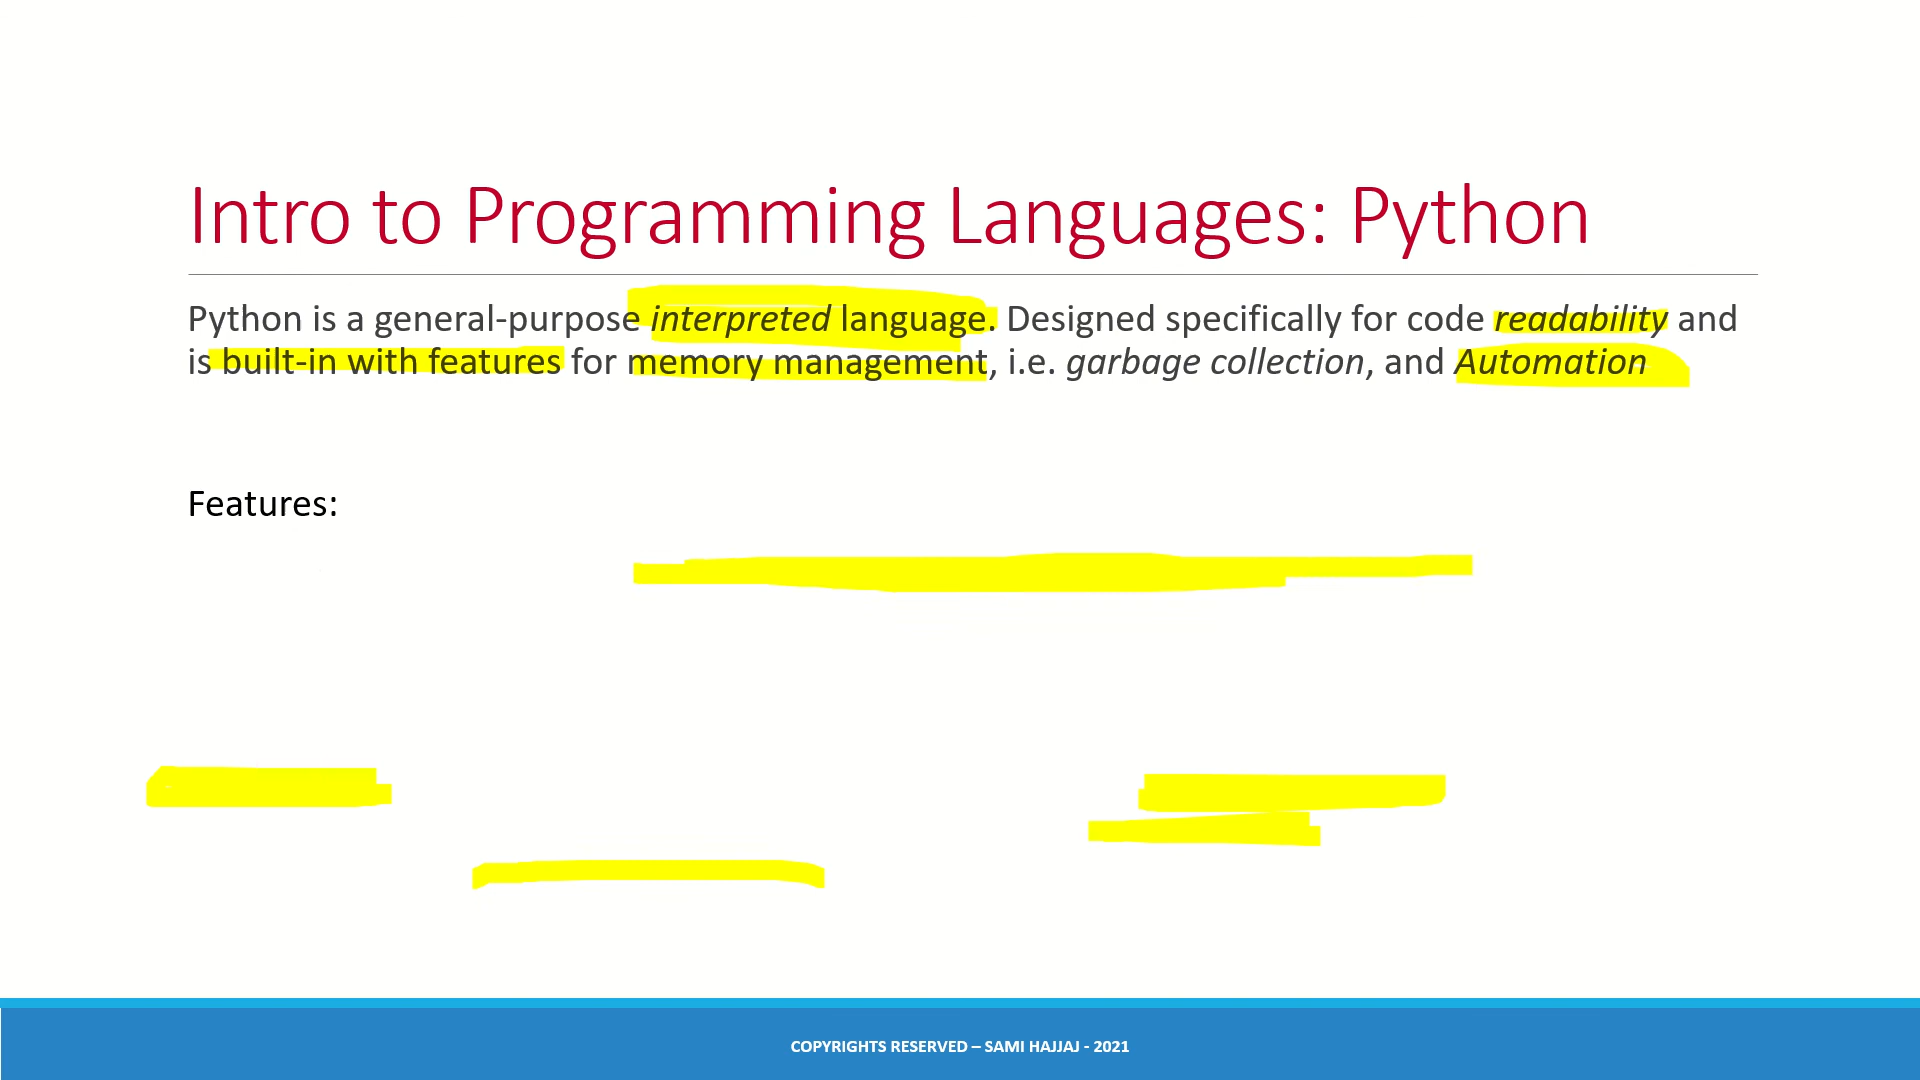 Intro to Programming Languages: Python
Python is a general-purpose interpreted language. Designed specifically for code readability and
is built-in with features for memory management, i.e. garbage collection, and Automation
Features:
COPYRIGHTS RESERVED – SAMI HAJJAJ - 2021